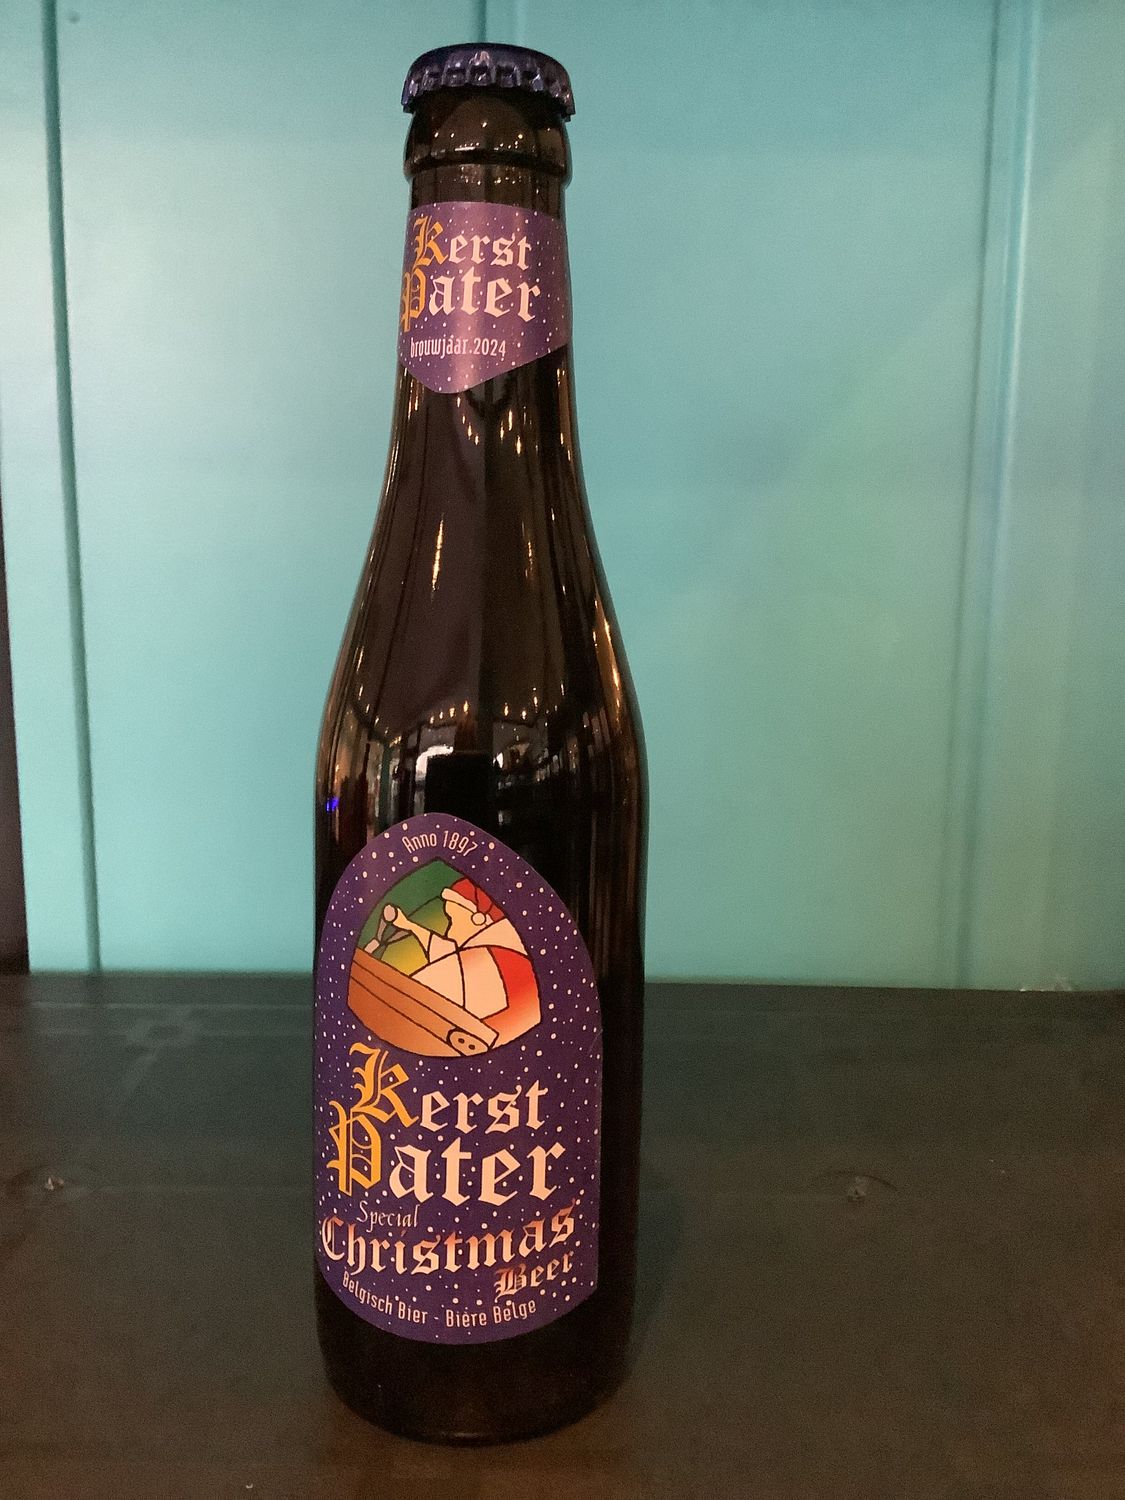 Kerst
Pater
brouwjaar 2024
Anno 1897
Kerst
Pater
Special
Christmas
Beer
Belgisch Bier - Bière Belge